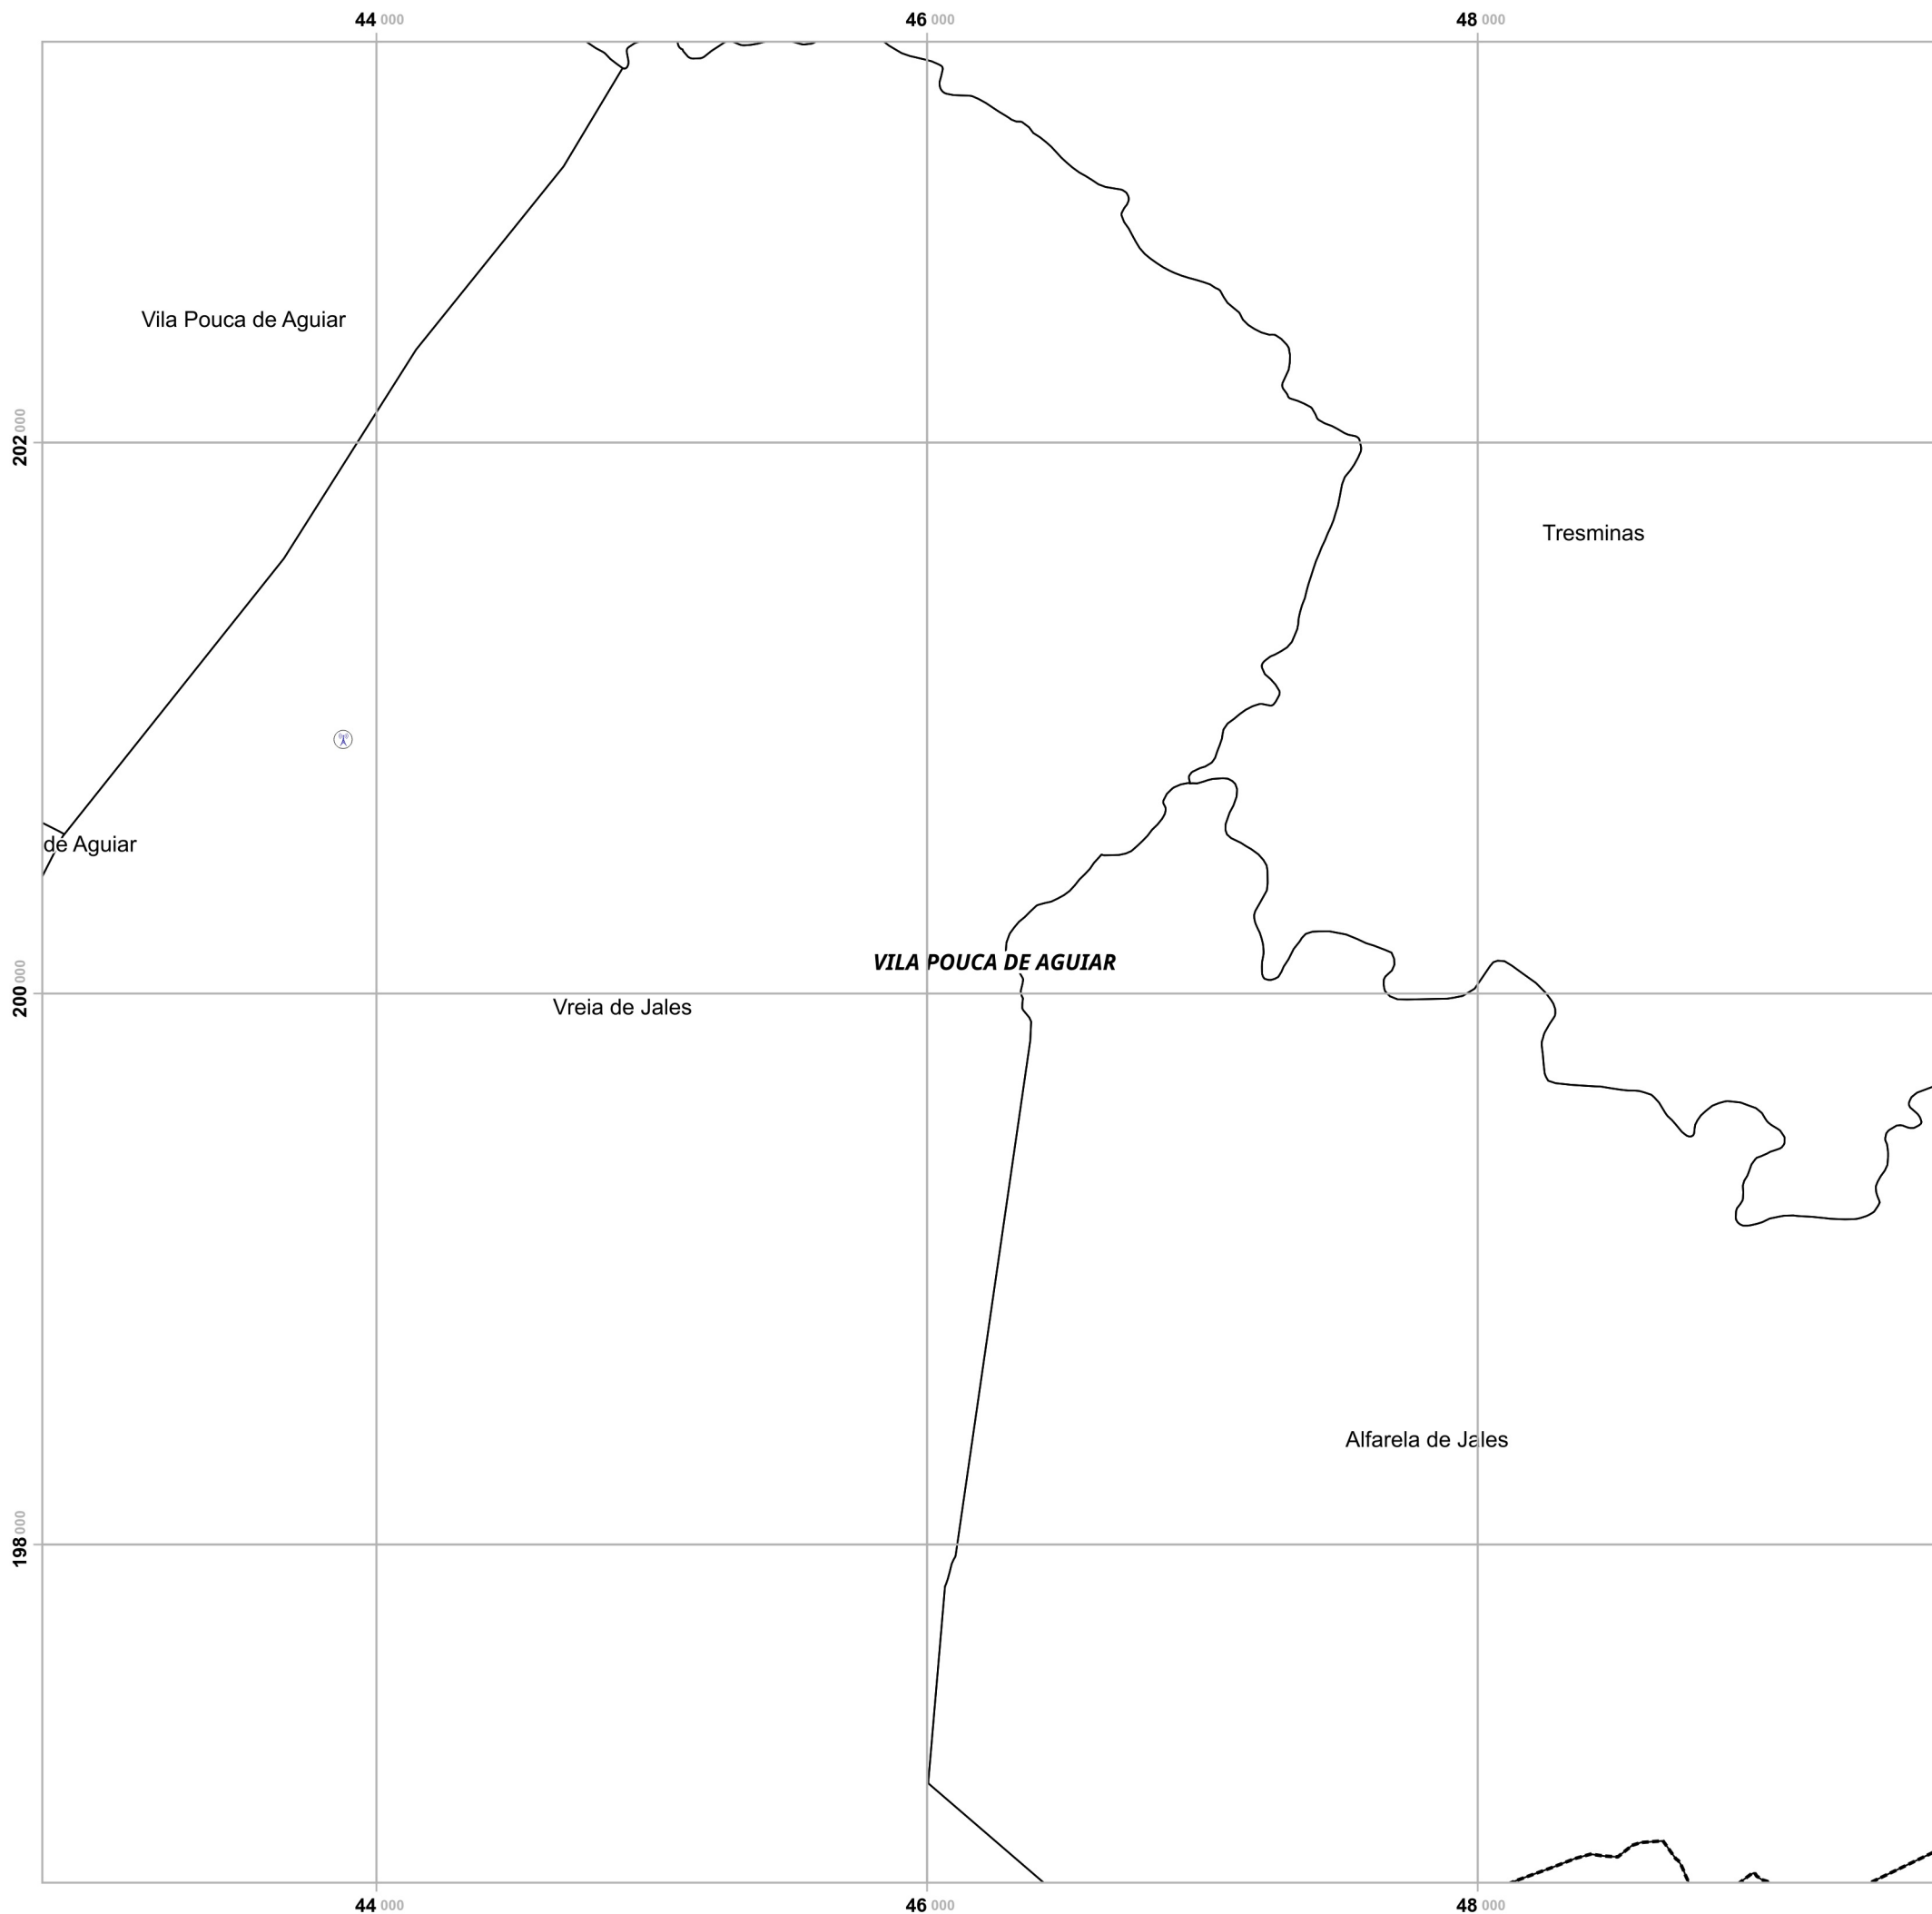 44 000 46 000 48 000
Vila Pouca de Aguiar
202 000
Tresminas
de Aguiar
VILA POUCA DE AGUIAR
200 000
Vreia de Jales
Alfarela de Jales
198 000
44 000 46 000 48 000